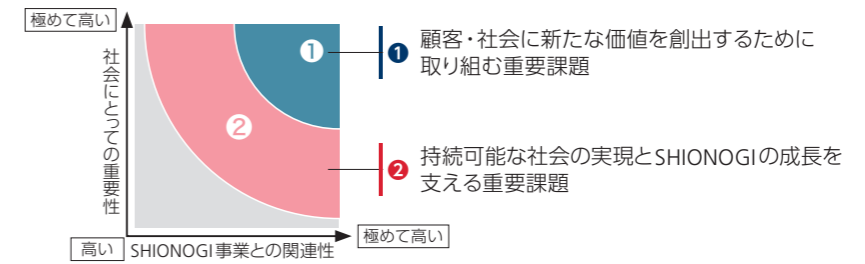 極めて高い
社会にとっての重要性
❶
❷
❶ 顧客・社会に新たな価値を創出するために
取り組む重要課題
❷ 持続可能な社会の実現とSHIONOGIの成長を
支える重要課題
高い
SHIONOGI事業との関連性
極めて高い